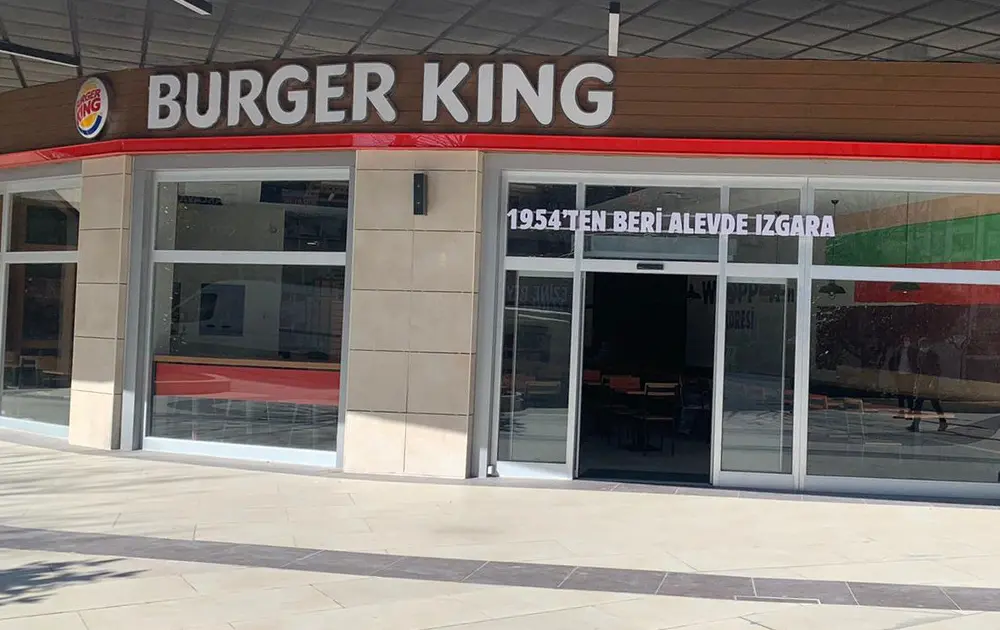 BURGER KING
BURGER KING
1954'TEN BERİ ALEVDE IZGARA